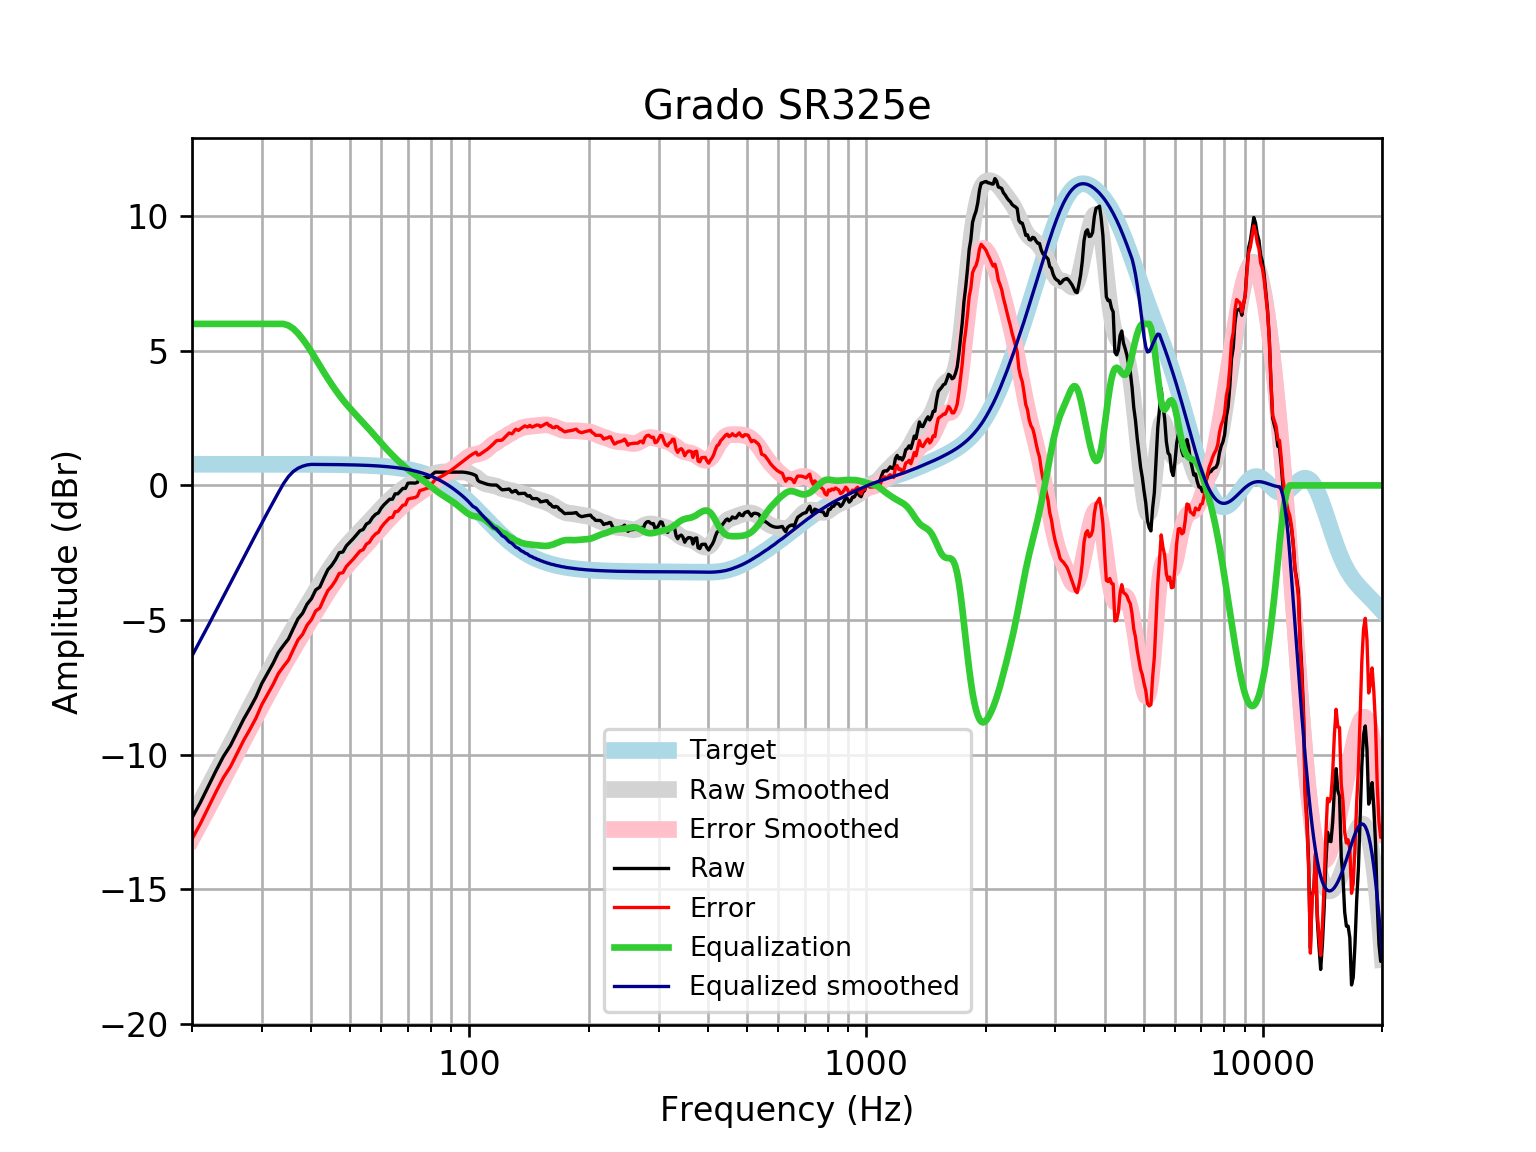 Grado SR325e
Amplitude (dBr)
10
5
0
−5
−10
−15
−20
Target
Raw Smoothed
Error Smoothed
Raw
Error
Equalization
Equalized smoothed
100
1000
10000
Frequency (Hz)